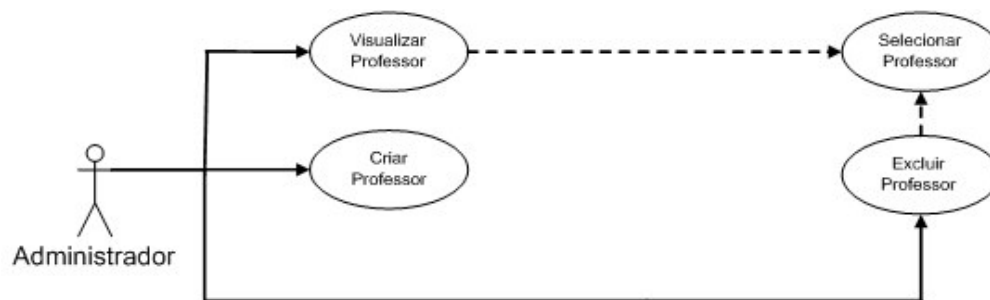 Visualizar
Professor
Selecionar
Professor
Criar
Professor
Excluir
Professor
Administrador